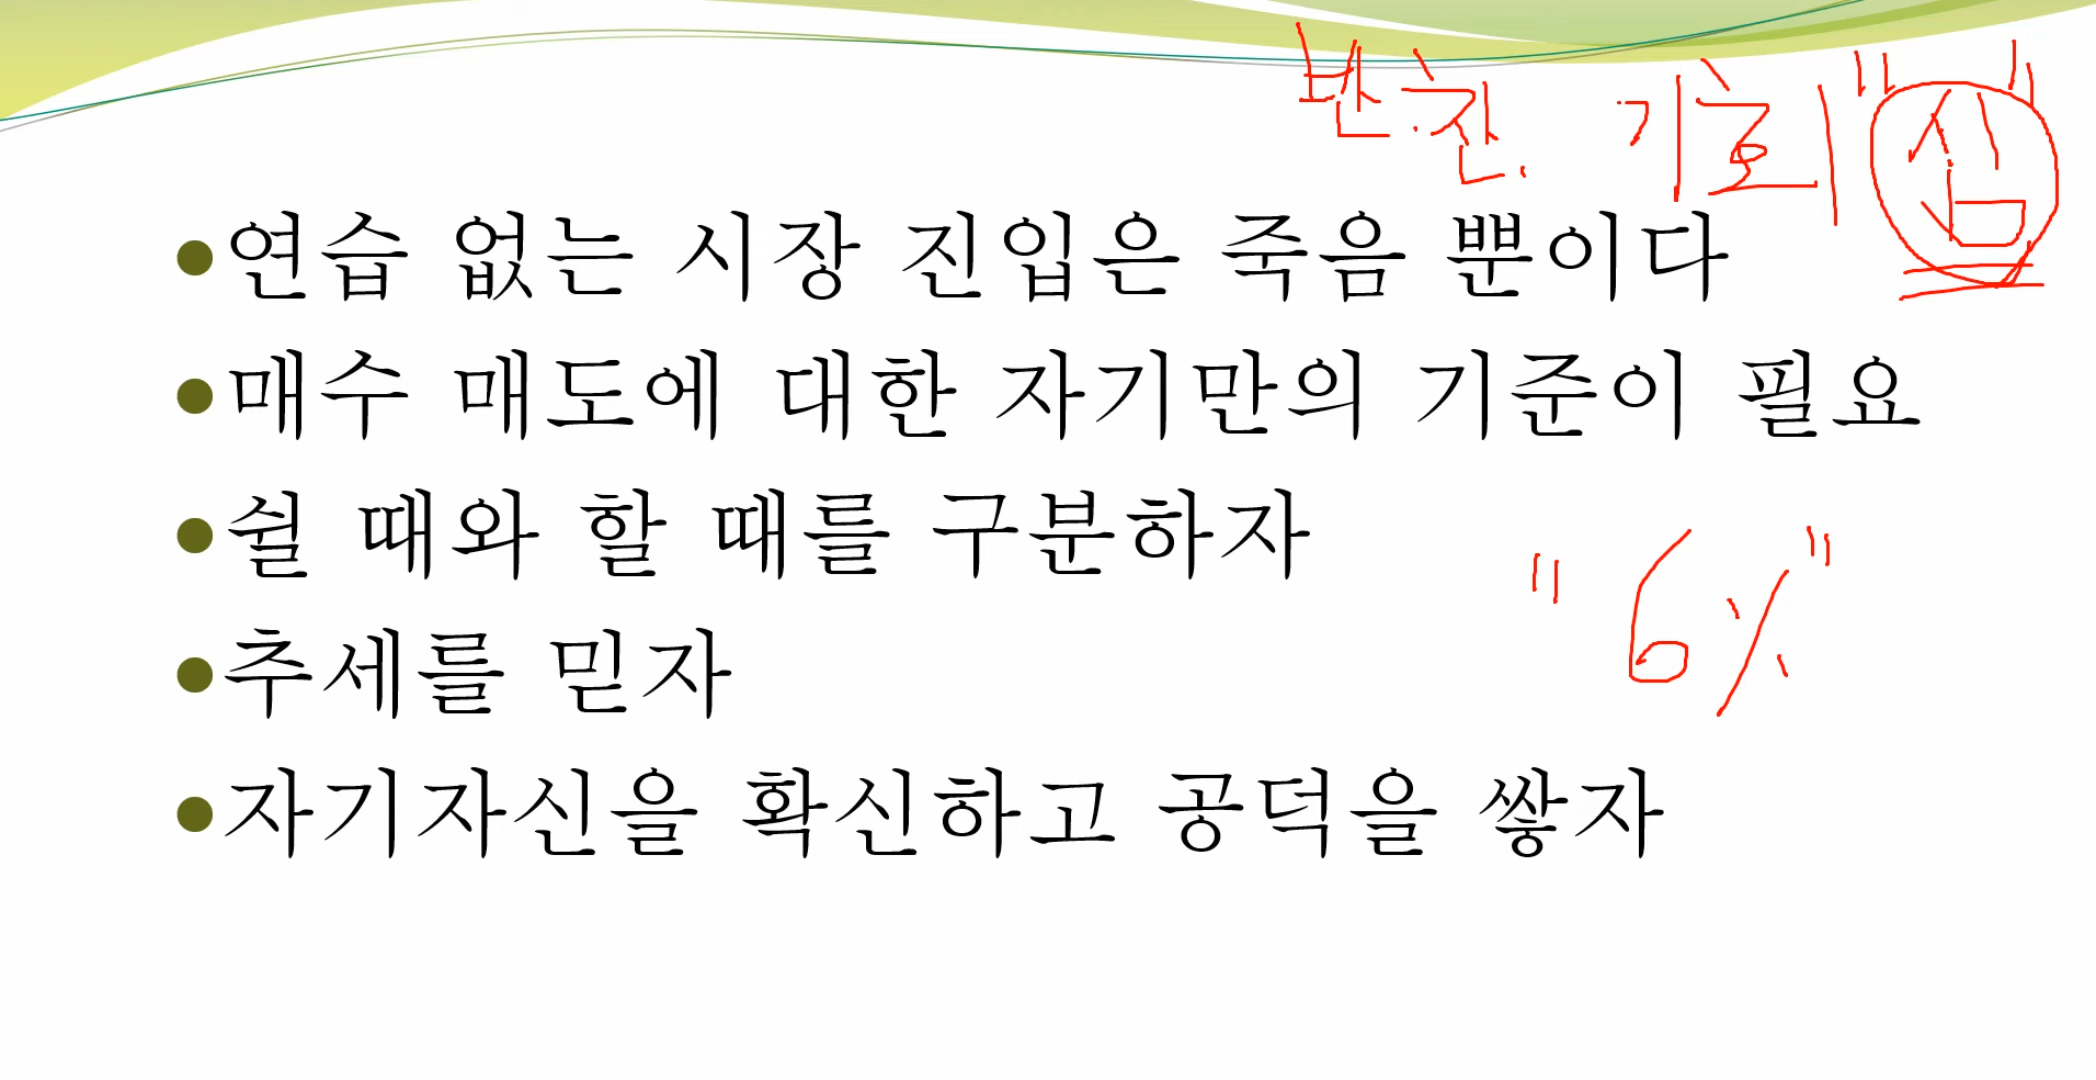 반찬. 기회 "심"
•연습 없는 시장 진입은 죽음 뿐이다
•매수 매도에 대한 자기만의 기준이 필요
•쉴 때와 할 때를 구분하자
"6%"
•추세를 믿자
•자기자신을 확신하고 공덕을 쌓자